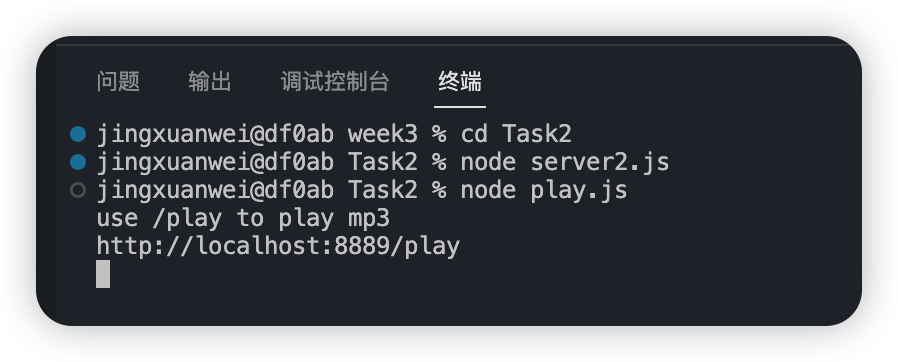 问题 输出 调试控制台 终端
jingxuanwei@df0ab week3 % cd Task2
jingxuanwei@df0ab Task2 % node server2.js
jingxuanwei@df0ab Task2 % node play.js
use /play to play mp3
http://localhost:8889/play